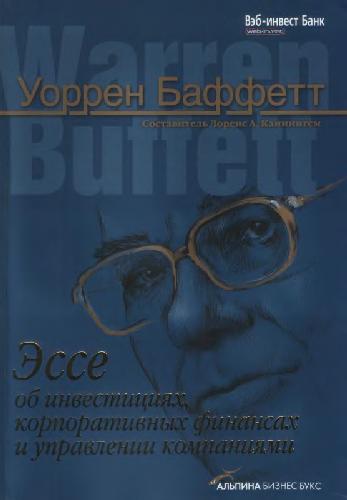 Вэб-инвест Банк
Warren
Уоррен Баффетт
Составитель Лоренс А. Каннингем
Buffett
Эссе
об инвестициях,
корпоративных финансах
и управлении компаниями
АЛЬПИНА БИЗНЕС БУКС